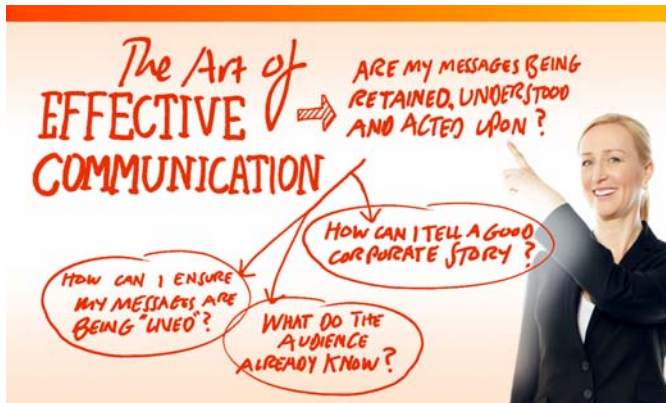 The Art of
EFFECTIVE
COMMUNICATION
ARE MY MESSAGES BEING
RETAINED, UNDERSTOOD
AND ACTED UPON?
HOW CAN I TELL A GOOD
CORPORATE STORY?
HOW CAN I ENSURE
MY MESSAGES ARE
BEING "LIVED"?
WHAT DO THE
AUDIENCE
ALREADY KNOW?